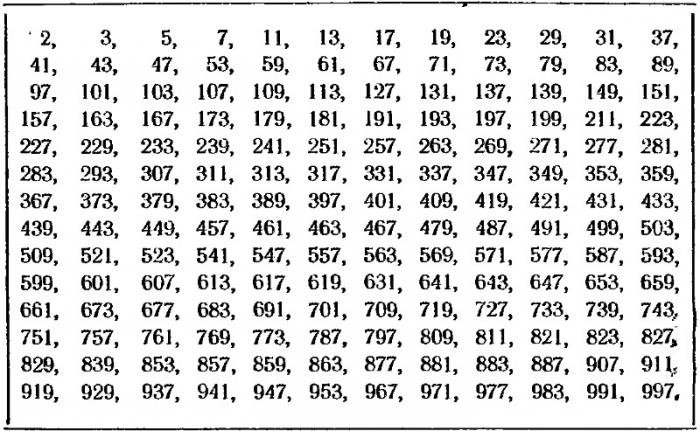 2, 3, 5, 7, 11, 13, 17, 19, 23, 29, 31, 37,
41, 43, 47, 53, 59, 61, 67, 71, 73, 79, 83, 89,
97, 101, 103, 107, 109, 113, 127, 131, 137, 139, 149, 151,
157, 163, 167, 173, 179, 181, 191, 193, 197, 199, 211, 223,
227, 229, 233, 239, 241, 251, 257, 263, 269, 271, 277, 281,
283, 293, 307, 311, 313, 317, 331, 337, 347, 349, 353, 359,
367, 373, 379, 383, 389, 397, 401, 409, 419, 421, 431, 433,
439, 443, 449, 457, 461, 463, 467, 479, 487, 491, 499, 503,
509, 521, 523, 541, 547, 557, 563, 569, 571, 577, 587, 593,
599, 601, 607, 613, 617, 619, 631, 641, 643, 647, 653, 659,
661, 673, 677, 683, 691, 701, 709, 719, 727, 733, 739, 743,
751, 757, 761, 769, 773, 787, 797, 809, 811, 821, 823, 827,
829, 839, 853, 857, 859, 863, 877, 881, 883, 887, 907, 911,
919, 929, 937, 941, 947, 953, 967, 971, 977, 983, 991, 997,